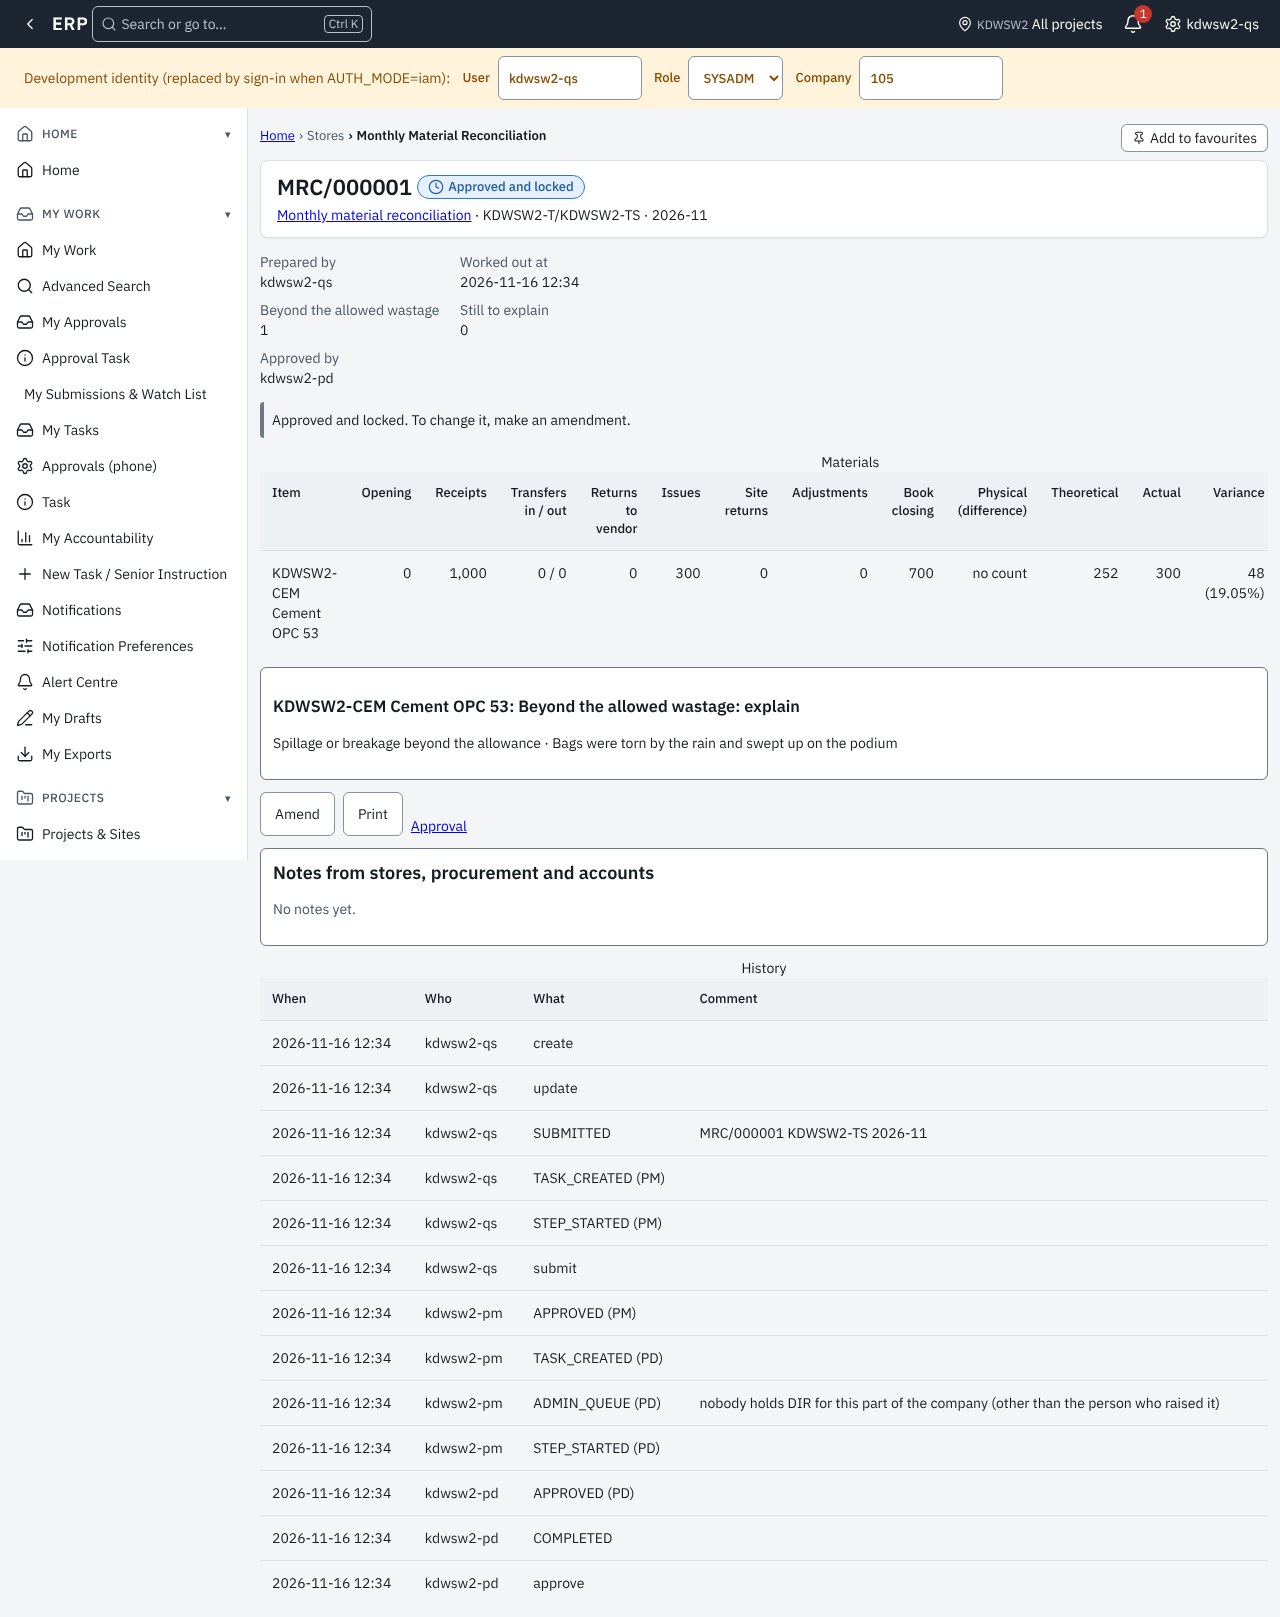 ERP
Search or go to...
Ctrl K
KDWSW2 All projects
1
kdwsw2-qs
Development identity (replaced by sign-in when AUTH_MODE=iam):
User
kdwsw2-qs
Role
SYSADM
Company
105
HOME
Home
MY WORK
My Work
Advanced Search
My Approvals
Approval Task
My Submissions & Watch List
My Tasks
Approvals (phone)
Task
My Accountability
New Task / Senior Instruction
Notifications
Notification Preferences
Alert Centre
My Drafts
My Exports
PROJECTS
Projects & Sites
Home › Stores › Monthly Material Reconciliation
Add to favourites
MRC/000001
Approved and locked
Monthly material reconciliation · KDWSW2-T/KDWSW2-TS · 2026-11
Prepared by
kdwsw2-qs
Worked out at
2026-11-16 12:34
Beyond the allowed wastage
1
Still to explain
0
Approved by
kdwsw2-pd
Approved and locked. To change it, make an amendment.
Materials
Item Opening Receipts Transfers in / out Returns to vendor Issues Site returns Adjustments Book closing Physical (difference) Theoretical Actual Variance
KDWSW2-CEM Cement OPC 53 0 1,000 0 / 0 0 300 0 0 700 no count 252 300 48 (19.05%)
KDWSW2-CEM Cement OPC 53: Beyond the allowed wastage: explain
Spillage or breakage beyond the allowance · Bags were torn by the rain and swept up on the podium
Amend
Print
Approval
Notes from stores, procurement and accounts
No notes yet.
History
When Who What Comment
2026-11-16 12:34 kdwsw2-qs create
2026-11-16 12:34 kdwsw2-qs update
2026-11-16 12:34 kdwsw2-qs SUBMITTED MRC/000001 KDWSW2-TS 2026-11
2026-11-16 12:34 kdwsw2-qs TASK_CREATED (PM)
2026-11-16 12:34 kdwsw2-qs STEP_STARTED (PM)
2026-11-16 12:34 kdwsw2-qs submit
2026-11-16 12:34 kdwsw2-pm APPROVED (PM)
2026-11-16 12:34 kdwsw2-pm TASK_CREATED (PD)
2026-11-16 12:34 kdwsw2-pm ADMIN_QUEUE (PD) nobody holds DIR for this part of the company (other than the person who raised it)
2026-11-16 12:34 kdwsw2-pm STEP_STARTED (PD)
2026-11-16 12:34 kdwsw2-pd APPROVED (PD)
2026-11-16 12:34 kdwsw2-pd COMPLETED
2026-11-16 12:34 kdwsw2-pd approve